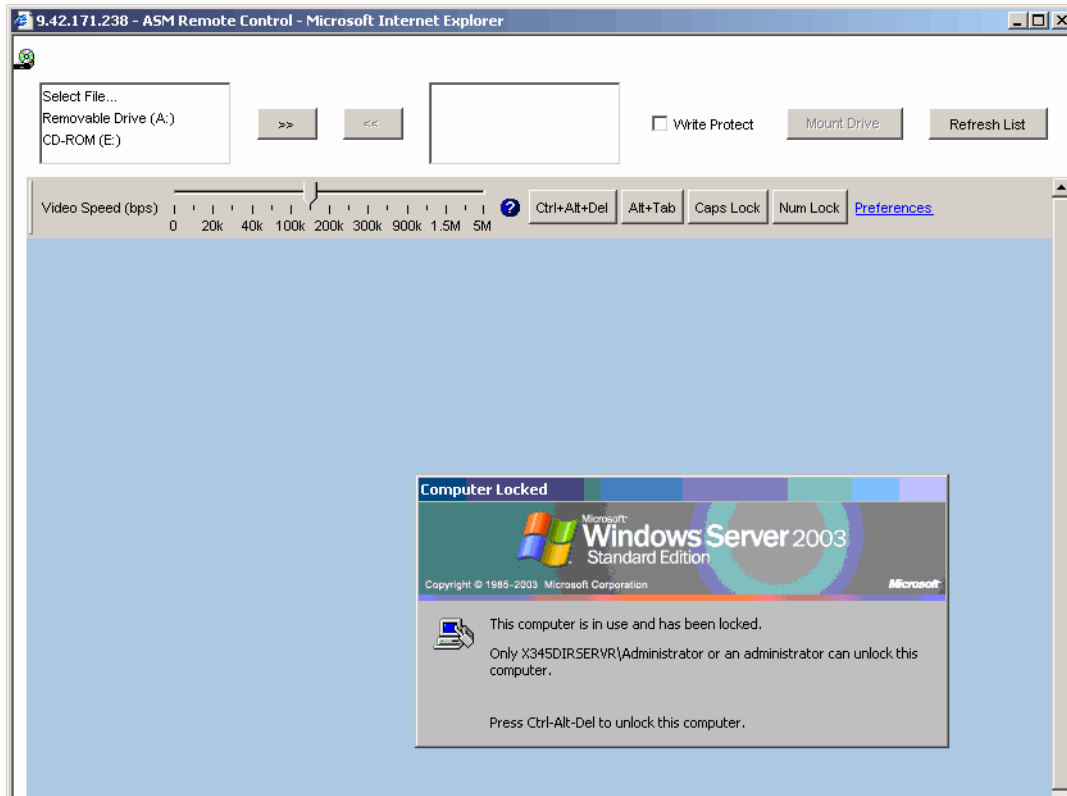 9.42.171.238 - ASM Remote Control - Microsoft Internet Explorer
Select File...
Removable Drive (A:)
CD-ROM (E:)
>>
<<
Write Protect
Mount Drive
Refresh List
Video Speed (bps)
0 20k 40k 100k 200k 300k 900k 1.5M 5M
?
Ctrl+Alt+Del
Alt+Tab
Caps Lock
Num Lock
Preferences
Computer Locked
Microsoft
Windows Server 2003
Standard Edition
Copyright © 1985-2003 Microsoft Corporation
Microsoft
This computer is in use and has been locked.
Only X345DIRSERVR\Administrator or an administrator can unlock this
computer.
Press Ctrl-Alt-Del to unlock this computer.